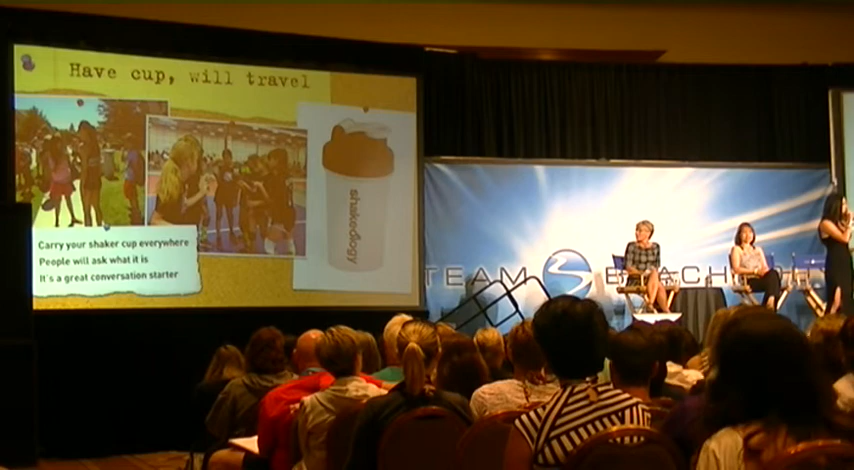 Have cup, will travel
shakeology
Carry your shaker cup everywhere
People will ask what it is
It's a great conversation starter
TEAM BEACH